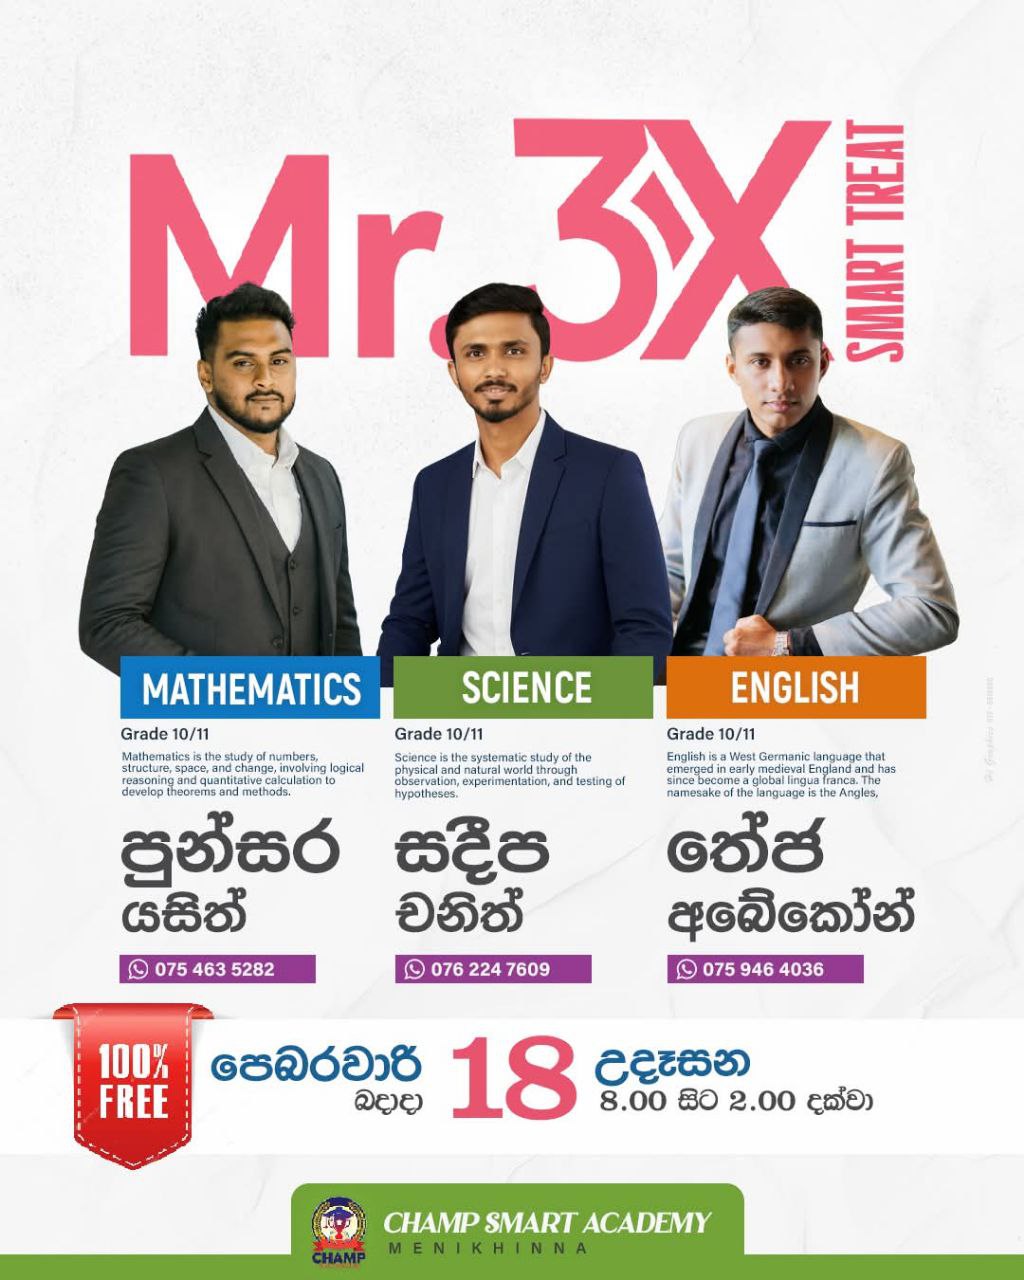 Mr.3X
SMART TREAT
MATHEMATICS
Grade 10/11
Mathematics is the study of numbers,
structure, space, and change, involving logical
reasoning and quantitative calculation to
develop theorems and methods.
පුන්සර
යසිත්
075 463 5282
SCIENCE
Grade 10/11
Science is the systematic study of the
physical and natural world through
observation, experimentation, and testing of
hypotheses.
සදීප
චනිත්
076 224 7609
ENGLISH
Grade 10/11
English is a West Germanic language that
emerged in early medieval England and has
since become a global lingua franca. The
namesake of the language is the Angles,
තේජ
අබේකෝන්
075 946 4036
100%
FREE
පෙබරවාරි
බදාදා
18
උදෑසන
8.00 සිට 2.00 දක්වා
CHAMP SMART ACADEMY
MENIKHINNA
CHAMP